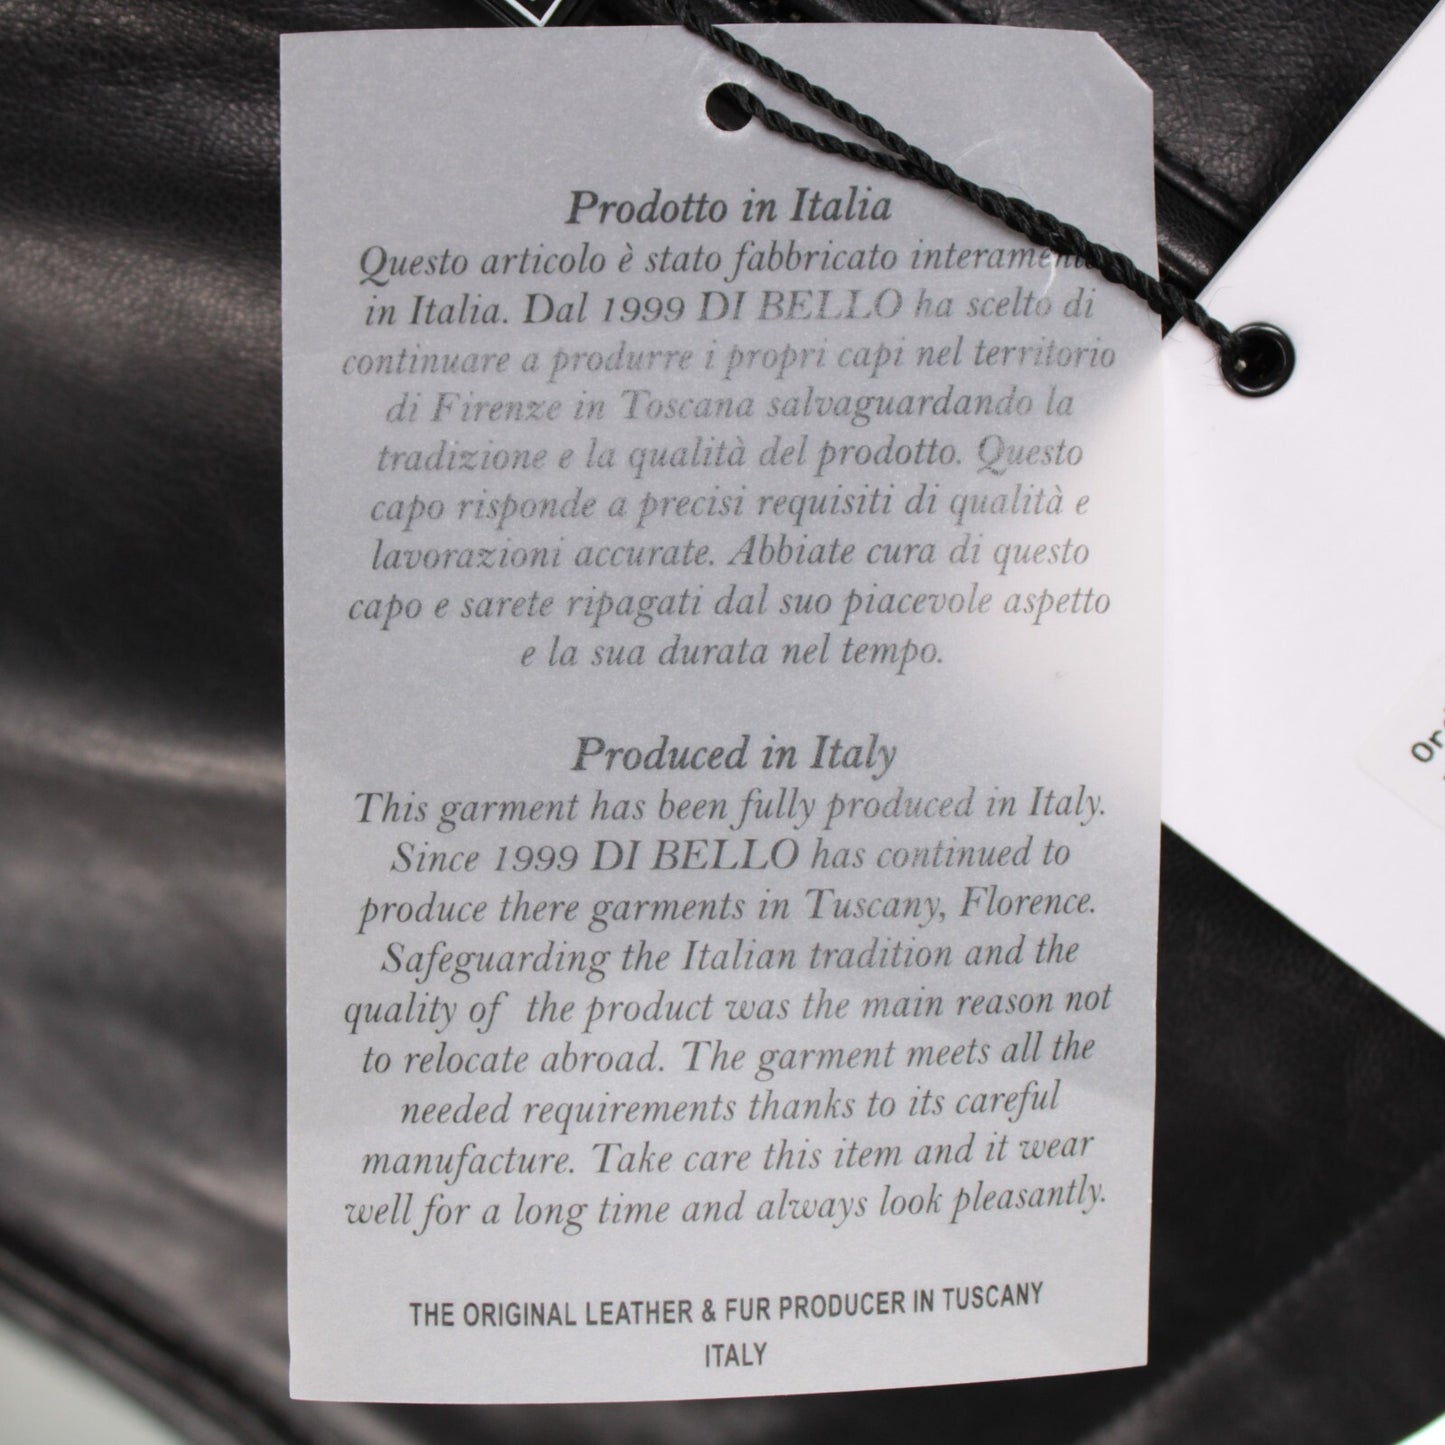 Prodotto in Italia
Questo articolo è stato fabbricato interamente
in Italia. Dal 1999 DI BELLO ha scelto di
continuare a produrre i propri capi nel territorio
di Firenze in Toscana salvaguardando la
tradizione e la qualità del prodotto. Questo
capo risponde a precisi requisiti di qualità e
lavorazioni accurate. Abbiate cura di questo
capo e sarete ripagati dal suo piacevole aspetto
e la sua durata nel tempo.
Produced in Italy
This garment has been fully produced in Italy.
Since 1999 DI BELLO has continued to
produce there garments in Tuscany, Florence.
Safeguarding the Italian tradition and the
quality of the product was the main reason not
to relocate abroad. The garment meets all the
needed requirements thanks to its careful
manufacture. Take care this item and it wear
well for a long time and always look pleasantly.
THE ORIGINAL LEATHER & FUR PRODUCER IN TUSCANY
ITALY